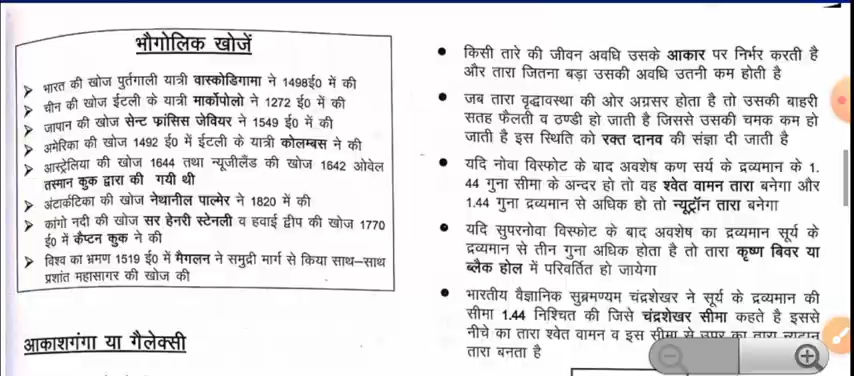 भौगोलिक खोजें
भारत की खोज पुर्तगाली यात्री वास्कोडिगामा ने 1498ई0 में की
चीन की खोज ईटली के यात्री मार्कोपोलो ने 1272 ई0 में की
जापान की खोज सेन्ट फ्रांसिस जेवियर ने 1549 ई0 में की
अमेरिका की खोज 1492 ई0 में ईटली के यात्री कोलम्बस ने की
आस्ट्रेलिया की खोज 1644 तथा न्यूजीलैंड की खोज 1642 ओवेल
तस्मान कुक द्वारा की गयी थी
अंटार्कटिका की खोज नेथानील पाल्मेर ने 1820 में की
कांगो नदी की खोज सर हेनरी स्टेनली व हवाई द्वीप की खोज 1770
ई0 में कैप्टन कुक ने की
विश्व का भ्रमण 1519 ई0 में मैगलन ने समुद्री मार्ग से किया साथ–साथ
प्रशांत महासागर की खोज की
आकाशगंगा या गैलेक्सी
किसी तारे की जीवन अवधि उसके आकार पर निर्भर करती है
और तारा जितना बड़ा उसकी अवधि उतनी कम होती है
जब तारा वृद्धावस्था की ओर अग्रसर होता है तो उसकी बाहरी
सतह फैलती व ठण्डी हो जाती है जिससे उसकी चमक कम हो
जाती है इस स्थिति को रक्त दानव की संज्ञा दी जाती है
यदि नोवा विस्फोट के बाद अवशेष कण सर्य के द्रव्यमान के 1.
44 गुना सीमा के अन्दर हो तो वह श्वेत वामन तारा बनेगा और
1.44 गुना द्रव्यमान से अधिक हो तो न्यूट्रॉन तारा बनेगा
यदि सुपरनोवा विस्फोट के बाद अवशेष का द्रव्यमान सूर्य के
द्रव्यमान से तीन गुना अधिक होता है तो तारा कृष्ण बिवर या
ब्लैक होल में परिवर्तित हो जायेगा
भारतीय वैज्ञानिक सुब्रमण्यम चंद्रशेखर ने सूर्य के द्रव्यमान की
सीमा 1.44 निश्चित की जिसे चंद्रशेखर सीमा कहते है इससे
नीचे का तारा श्वेत वामन व इस सीमा से उपर का तारा न्यूट्रान
तारा बनता है